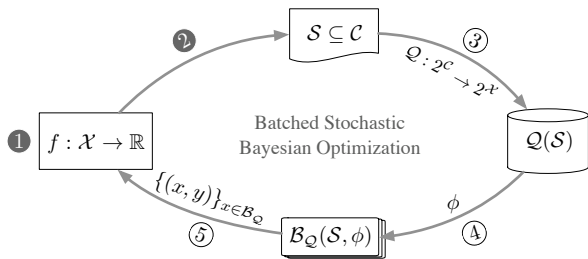 ❷
𝒮 ⊆ 𝒞
③
𝒬 : 2^𝒞 → 2^𝒳
❶
f : 𝒳 → ℝ
Batched Stochastic
Bayesian Optimization
𝒬(𝒮)
{(x, y)}_{x∈ℬ_𝒬}
⑤
ℬ_𝒬(𝒮, ϕ)
ϕ
④